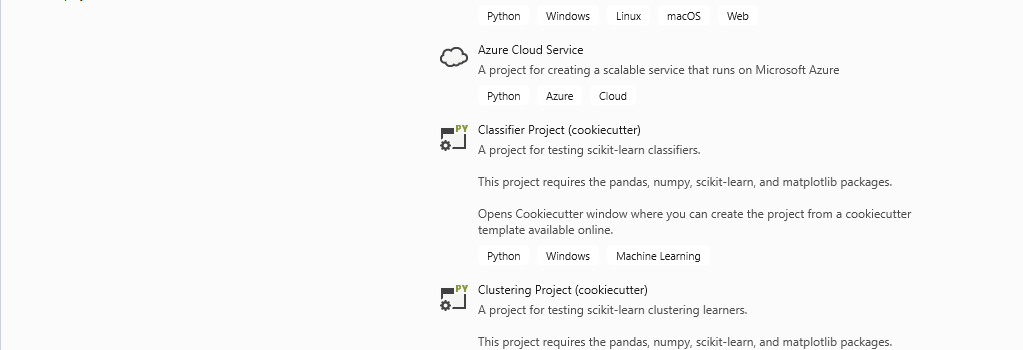 Python Windows Linux macOS Web
Azure Cloud Service
A project for creating a scalable service that runs on Microsoft Azure
Python Azure Cloud
PY
Classifier Project (cookiecutter)
A project for testing scikit-learn classifiers.
This project requires the pandas, numpy, scikit-learn, and matplotlib packages.
Opens Cookiecutter window where you can create the project from a cookiecutter
template available online.
Python Windows Machine Learning
PY
Clustering Project (cookiecutter)
A project for testing scikit-learn clustering learners.
This project requires the pandas, numpy, scikit-learn, and matplotlib packages.